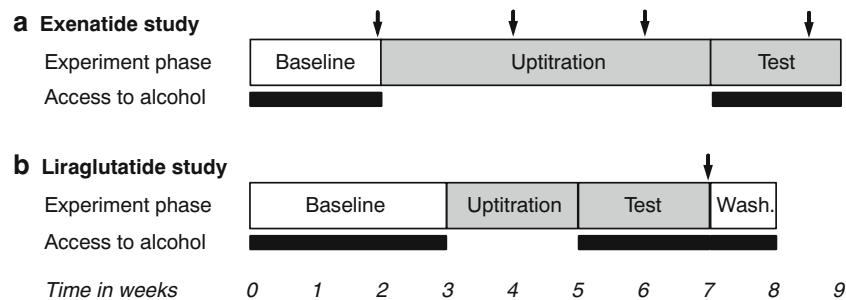 a Exenatide study
Experiment phase Baseline Uptitration Test
Access to alcohol
b Liraglutatide study
Experiment phase Baseline Uptitration Test Wash.
Access to alcohol
Time in weeks 0 1 2 3 4 5 6 7 8 9